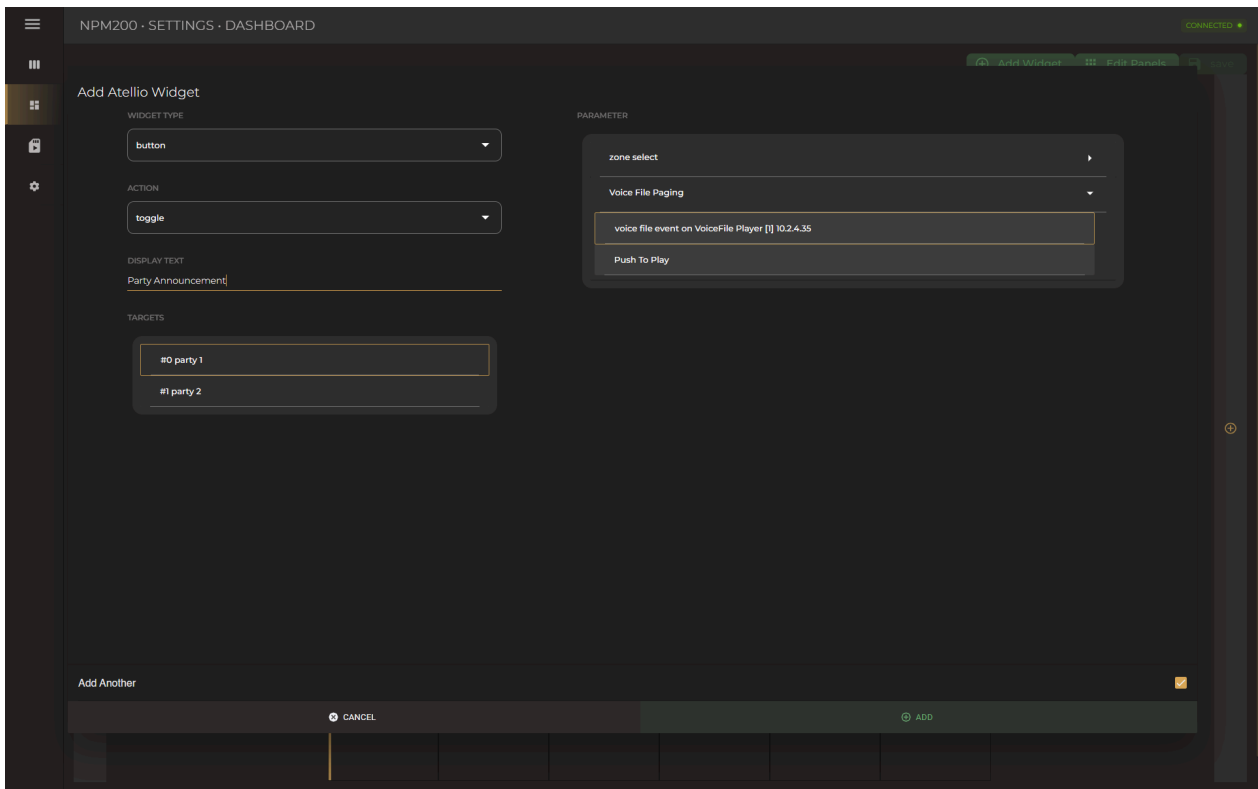 NPM200 · SETTINGS · DASHBOARD
CONNECTED
Add Widget
Edit Panels
Add Atellio Widget
WIDGET TYPE
button
ACTION
toggle
DISPLAY TEXT
Party Announcement
TARGETS
#0 party 1
#1 party 2
PARAMETER
zone select
Voice File Paging
voice file event on VoiceFile Player [1] 10.2.4.35
Push To Play
Add Another
CANCEL
ADD